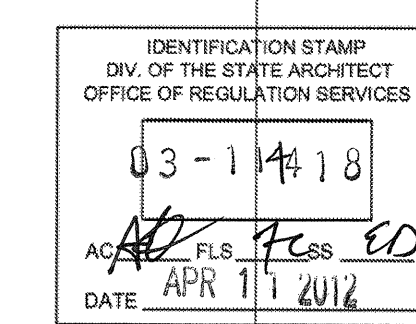 IDENTIFICATION STAMP
DIV. OF THE STATE ARCHITECT
OFFICE OF REGULATION SERVICES
03-114418
AC FLS SS
DATE APR 11 2012